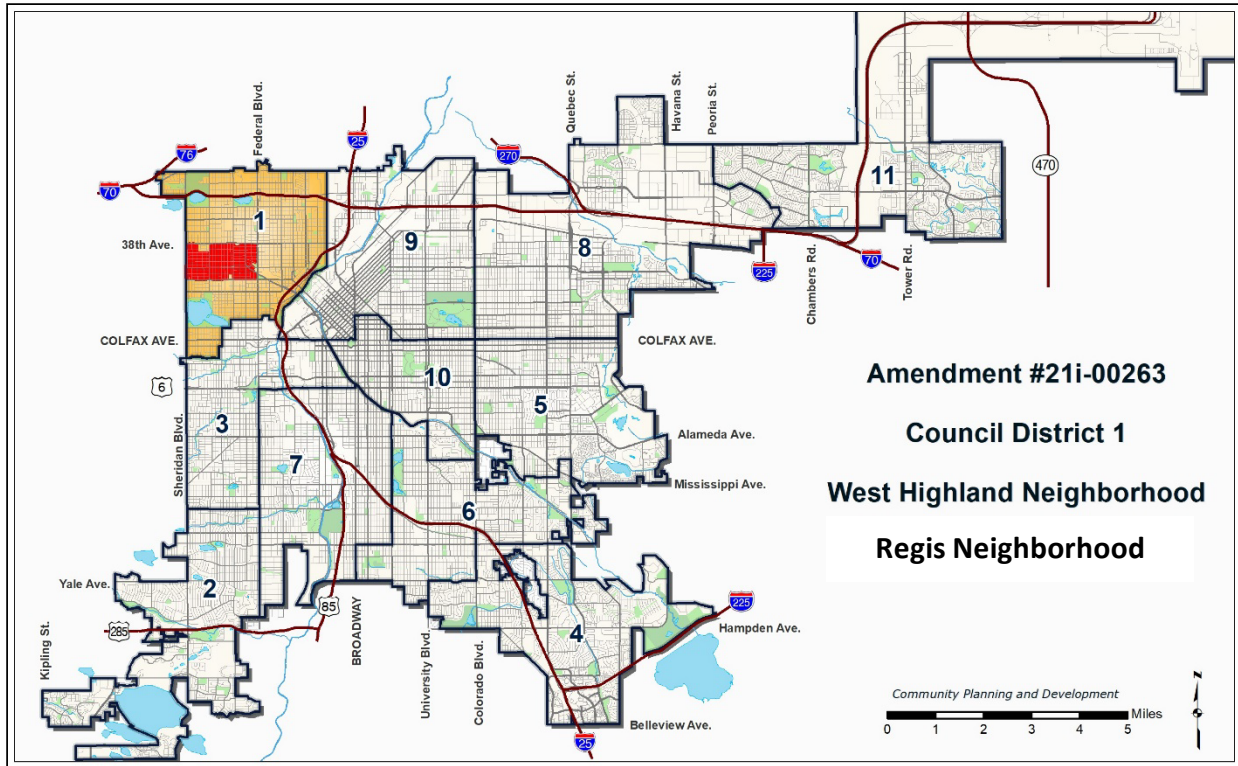 Federal Blvd.
Quebec St.
Havana St.
Peoria St.
76
25
270
70
470
11
1
9
8
38th Ave.
225
70
Chambers Rd.
Tower Rd.
COLFAX AVE.
COLFAX AVE.
6
10
5
3
Sheridan Blvd.
7
Alameda Ave.
Mississippi Ave.
6
Yale Ave.
2
85
285
BROADWAY
University Blvd.
Colorado Blvd.
4
225
Hampden Ave.
Kipling St.
Belleview Ave.
25
Amendment #21i-00263
Council District 1
West Highland Neighborhood
Regis Neighborhood
Community Planning and Development
Miles
0 1 2 3 4 5
N